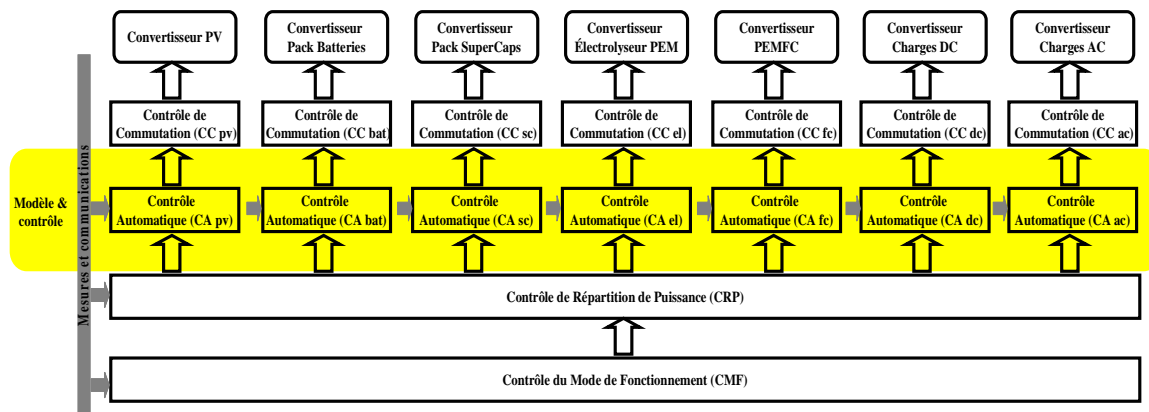 Convertisseur PV
Convertisseur
Pack Batteries
Convertisseur
Pack SuperCaps
Convertisseur
Électrolyseur PEM
Convertisseur
PEMFC
Convertisseur
Charges DC
Convertisseur
Charges AC
Contrôle de
Commutation (CC pv)
Contrôle de
Commutation (CC bat)
Contrôle de
Commutation (CC sc)
Contrôle de
Commutation (CC el)
Contrôle de
Commutation (CC fc)
Contrôle de
Commutation (CC dc)
Contrôle de
Commutation (CC ac)
Mesures et communications
Modèle &
contrôle
Contrôle
Automatique (CA pv)
Contrôle
Automatique (CA bat)
Contrôle
Automatique (CA sc)
Contrôle
Automatique (CA el)
Contrôle
Automatique (CA fc)
Contrôle
Automatique (CA dc)
Contrôle
Automatique (CA ac)
Contrôle de Répartition de Puissance (CRP)
Contrôle du Mode de Fonctionnement (CMF)